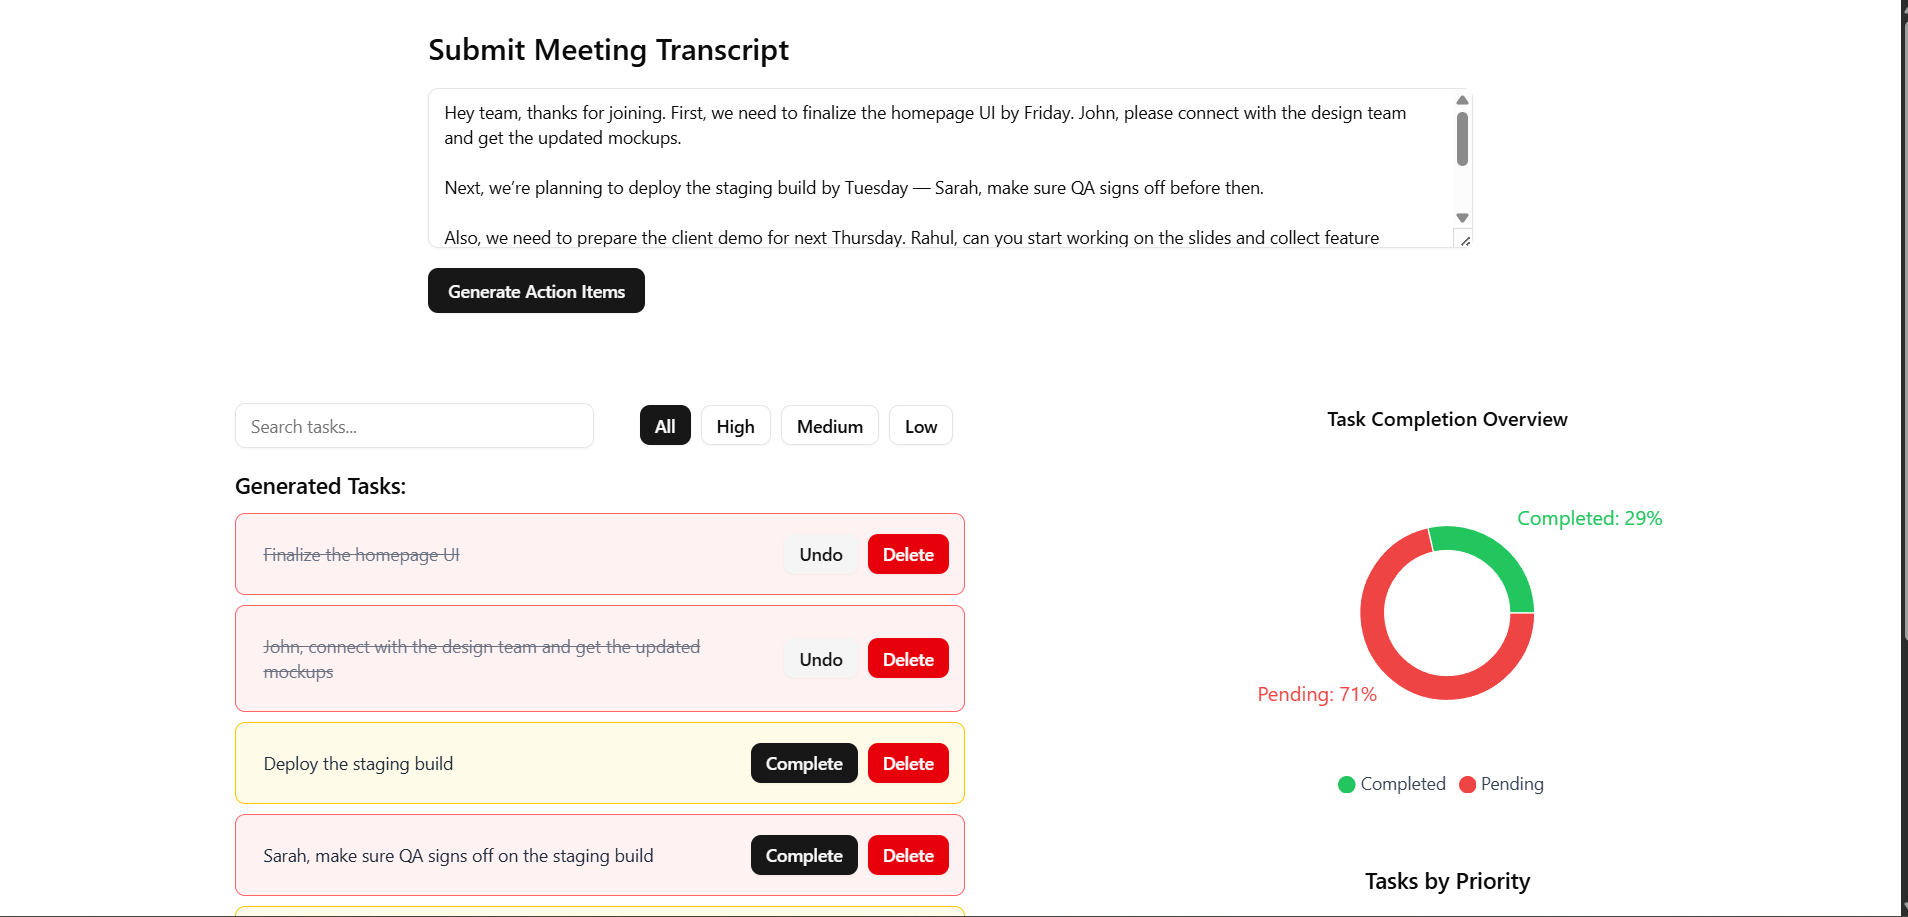 Submit Meeting Transcript
Hey team, thanks for joining. First, we need to finalize the homepage UI by Friday. John, please connect with the design team
and get the updated mockups.
Next, we’re planning to deploy the staging build by Tuesday — Sarah, make sure QA signs off before then.
Also, we need to prepare the client demo for next Thursday. Rahul, can you start working on the slides and collect feature
Generate Action Items
Search tasks...
All
High
Medium
Low
Generated Tasks:
Finalize the homepage UI
Undo
Delete
John, connect with the design team and get the updated
mockups
Undo
Delete
Deploy the staging build
Complete
Delete
Sarah, make sure QA signs off on the staging build
Complete
Delete
Task Completion Overview
Completed: 29%
Pending: 71%
Completed
Pending
Tasks by Priority